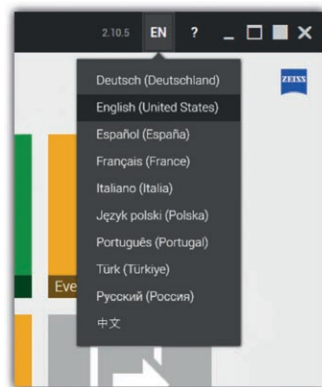 2.10.5 EN ?
Deutsch (Deutschland)
ZEISS
English (United States)
Español (España)
Français (France)
Italiano (Italia)
Język polski (Polska)
Português (Portugal)
Türk (Türkiye)
Eve
Русский (Россия)
中文